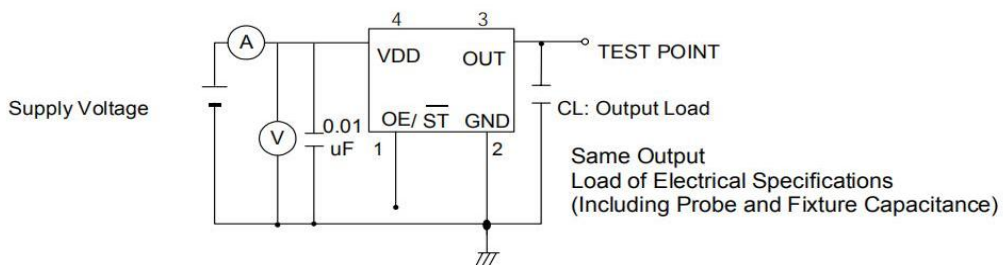 4 3
A
VDD OUT
TEST POINT
Supply Voltage
CL: Output Load
V
0.01
uF
OE/ ST GND
1 2
Same Output
Load of Electrical Specifications
(Including Probe and Fixture Capacitance)